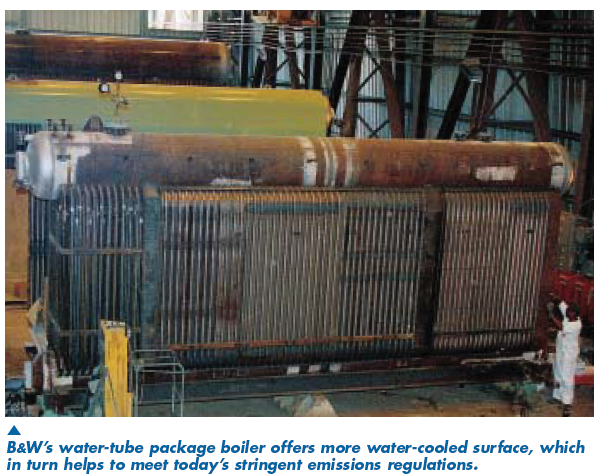 B&W's water-tube package boiler offers more water-cooled surface, which
in turn helps to meet today's stringent emissions regulations.